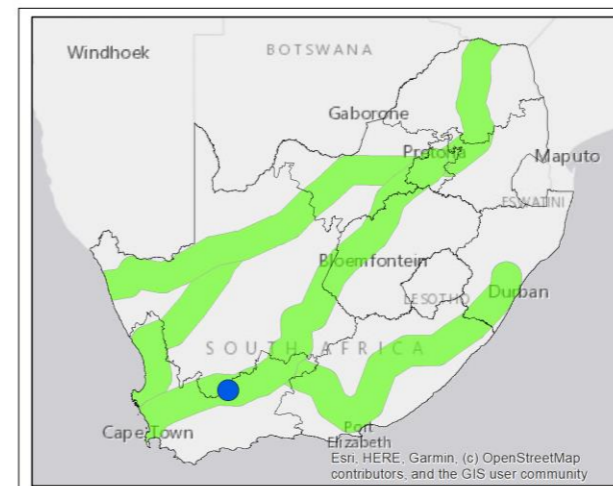 Windhoek
BOTSWANA
Gaborone
Pretoria
Maputo
ESWATINI
Bloemfontein
LESOTHO
Durban
SOUTH AFRICA
Cape Town
Port
Elizabeth
Esri, HERE, Garmin, (c) OpenStreetMap
contributors, and the GIS user community